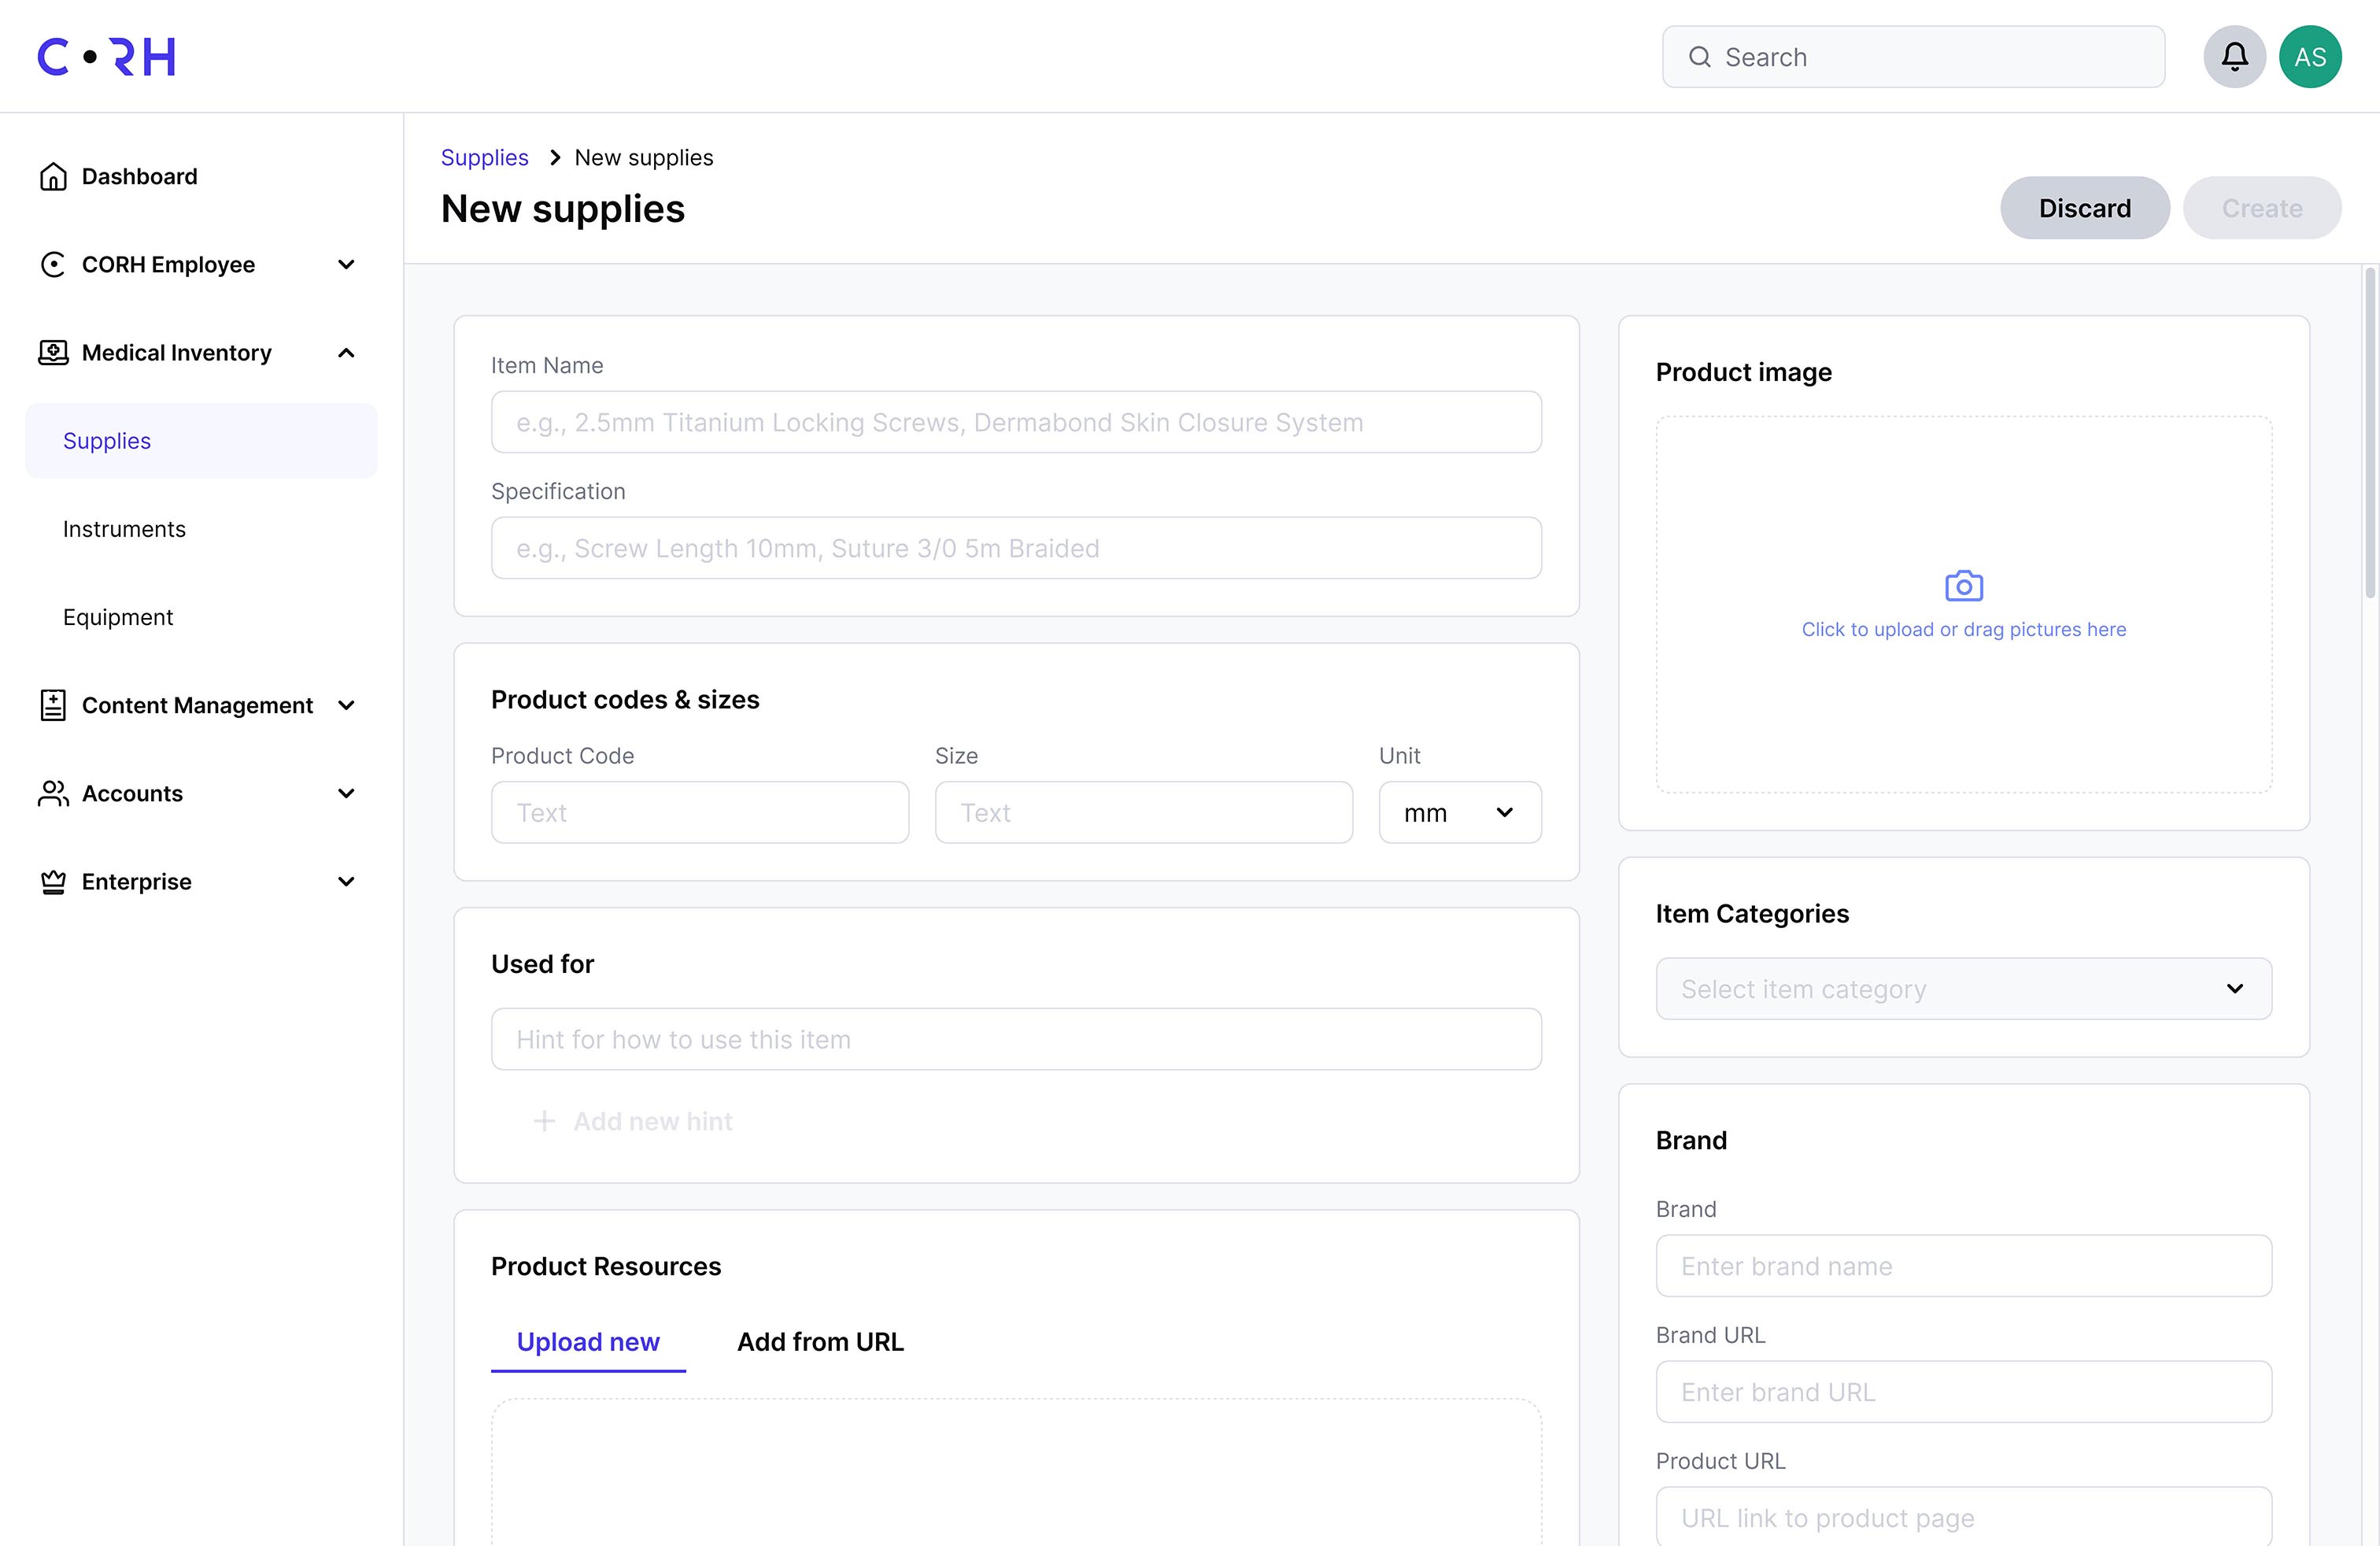 C•RH
Search
AS
Dashboard
CORH Employee
Medical Inventory
Supplies
Instruments
Equipment
Content Management
Accounts
Enterprise
Supplies > New supplies
New supplies
Discard
Create
Item Name
e.g., 2.5mm Titanium Locking Screws, Dermabond Skin Closure System
Specification
e.g., Screw Length 10mm, Suture 3/0 5m Braided
Product codes & sizes
Product Code
Size
Unit
Text
Text
mm
Used for
Hint for how to use this item
+ Add new hint
Product Resources
Upload new
Add from URL
Product image
Click to upload or drag pictures here
Item Categories
Select item category
Brand
Brand
Enter brand name
Brand URL
Enter brand URL
Product URL
URL link to product page